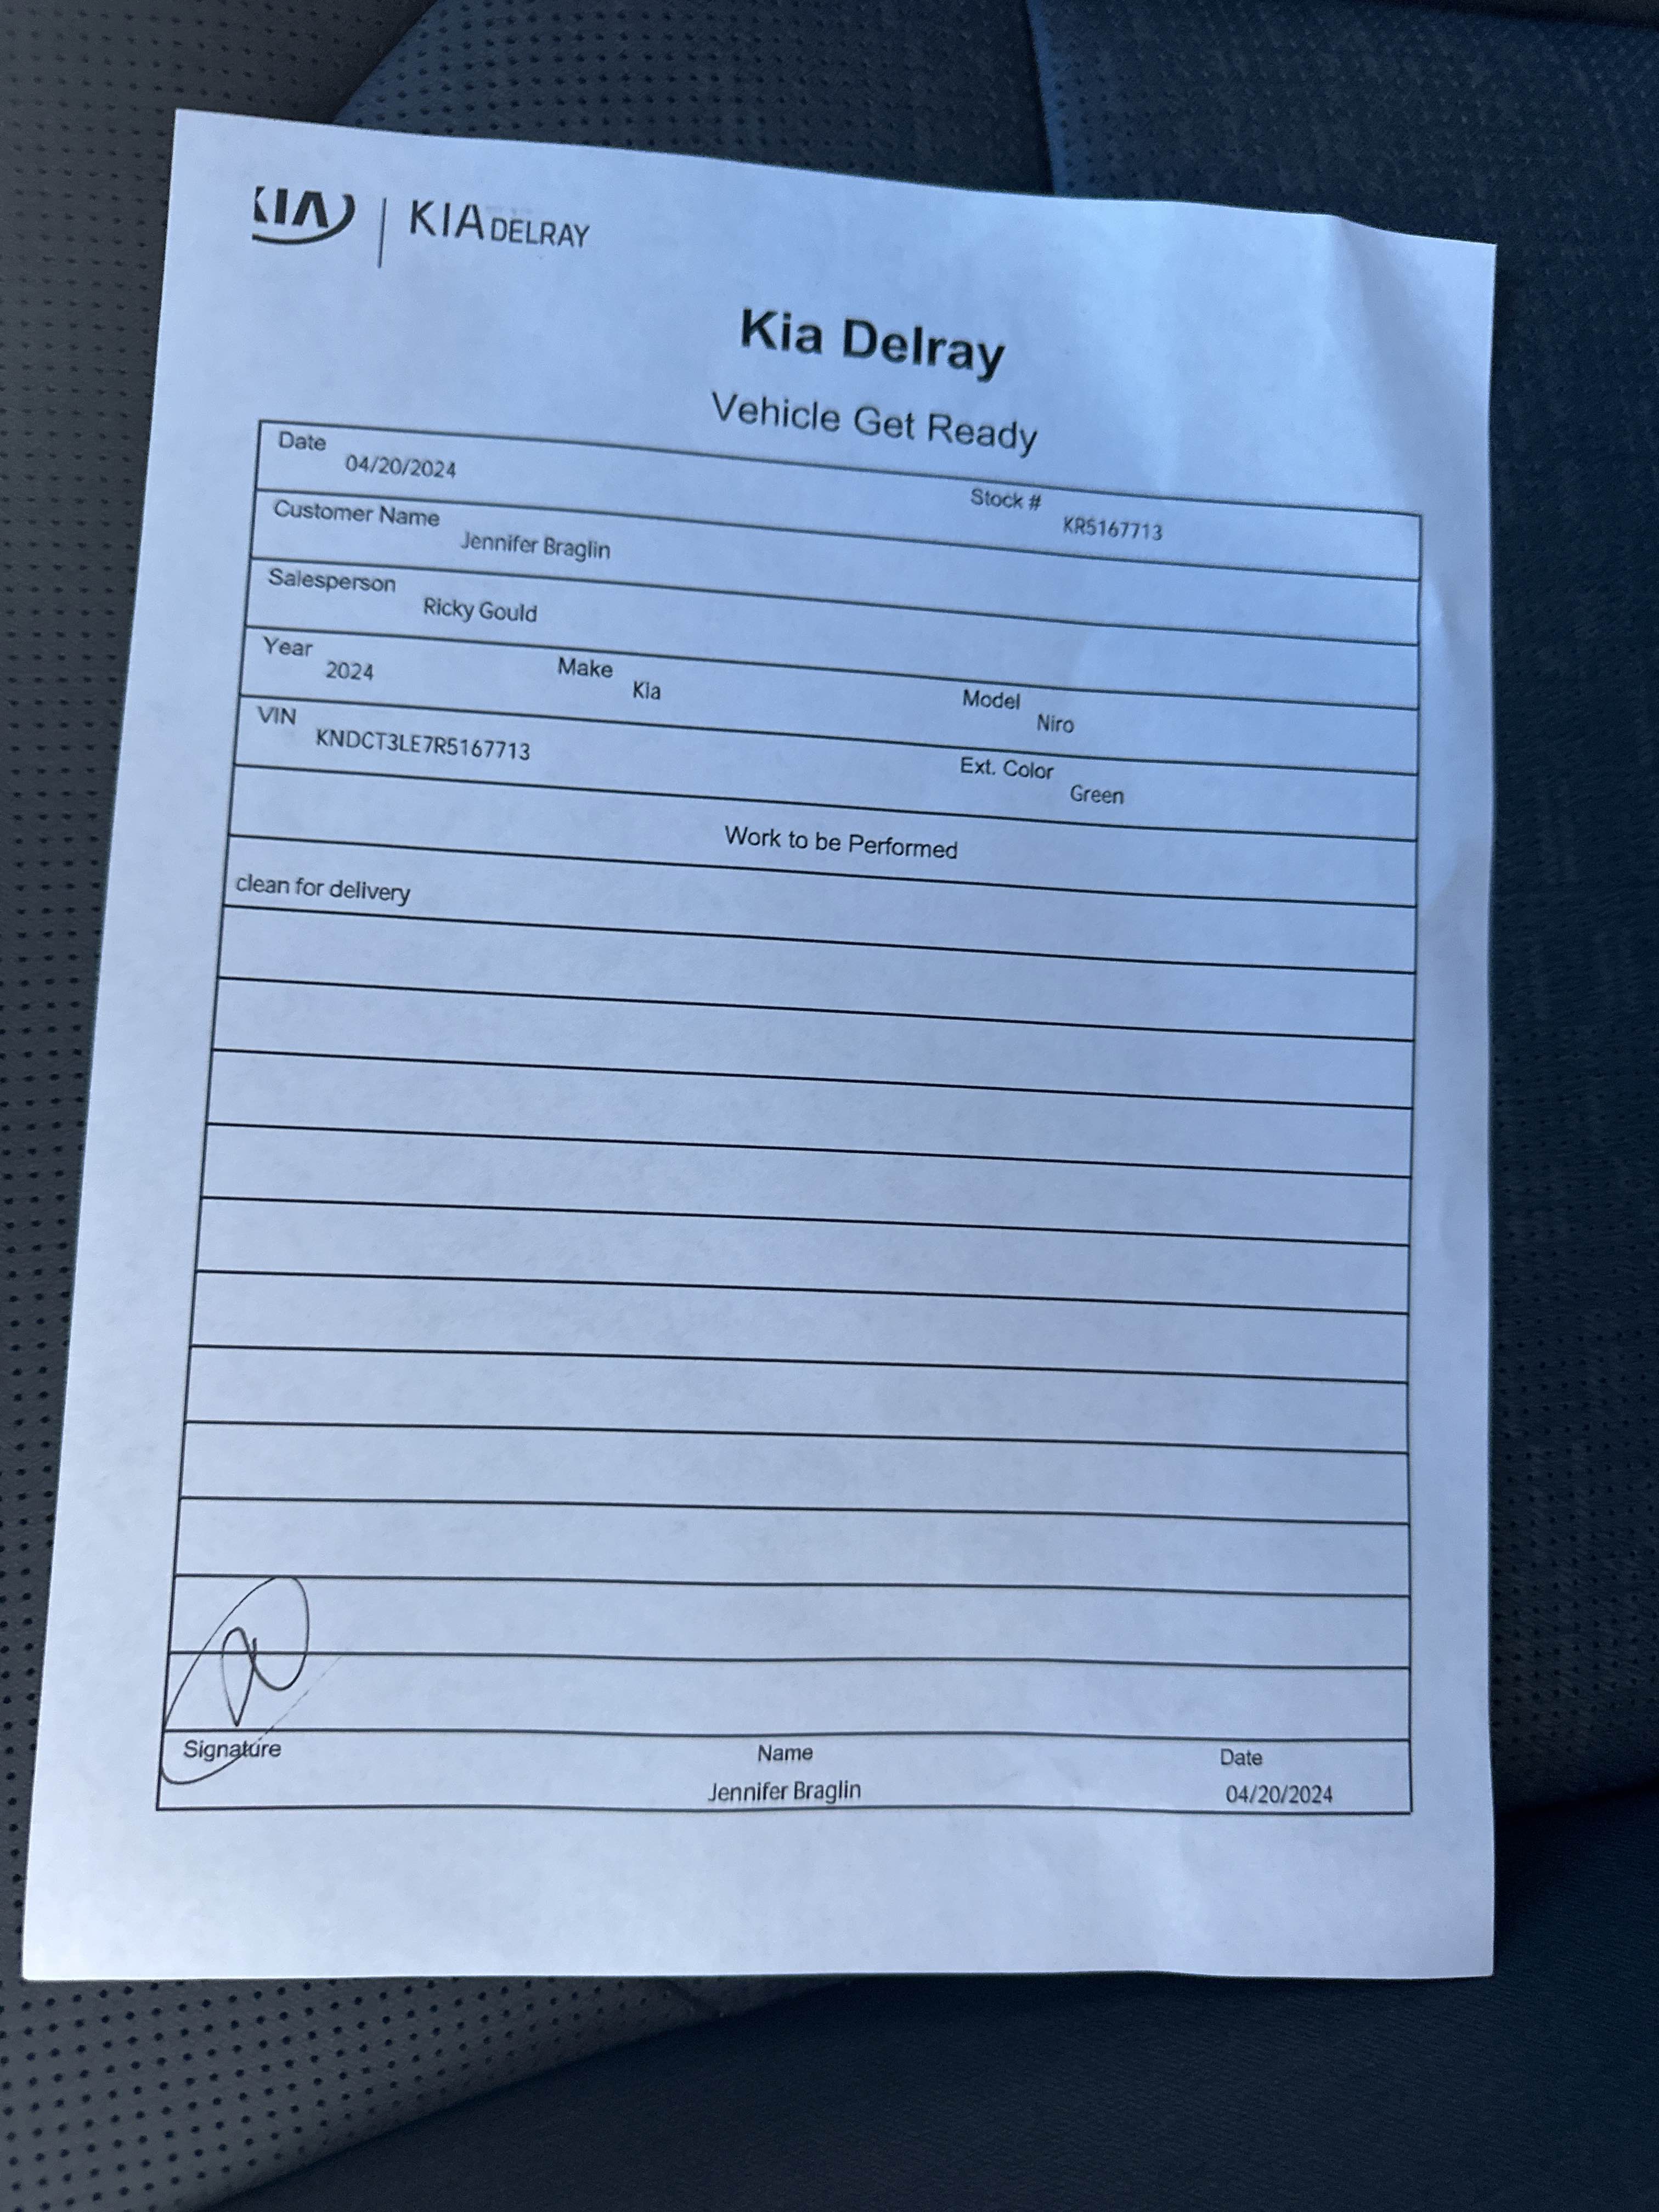 KIA | KIA DELRAY
Kia Delray
Vehicle Get Ready
Date 04/20/2024 Stock # KR5167713
Customer Name Jennifer Braglin
Salesperson Ricky Gould
Year 2024 Make Kia Model Niro
VIN KNDCT3LE7R5167713 Ext. Color Green
Work to be Performed
clean for delivery
Signature Name Date
Jennifer Braglin 04/20/2024